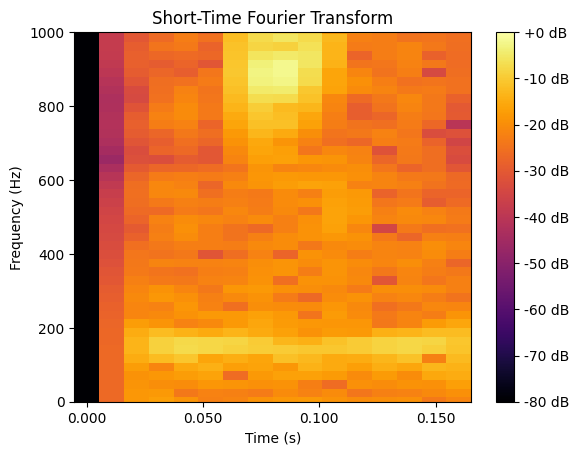 Short-Time Fourier Transform
Frequency (Hz)
1000
800
600
400
200
0
0.000
0.050
0.100
0.150
Time (s)
+0 dB
-10 dB
-20 dB
-30 dB
-40 dB
-50 dB
-60 dB
-70 dB
-80 dB